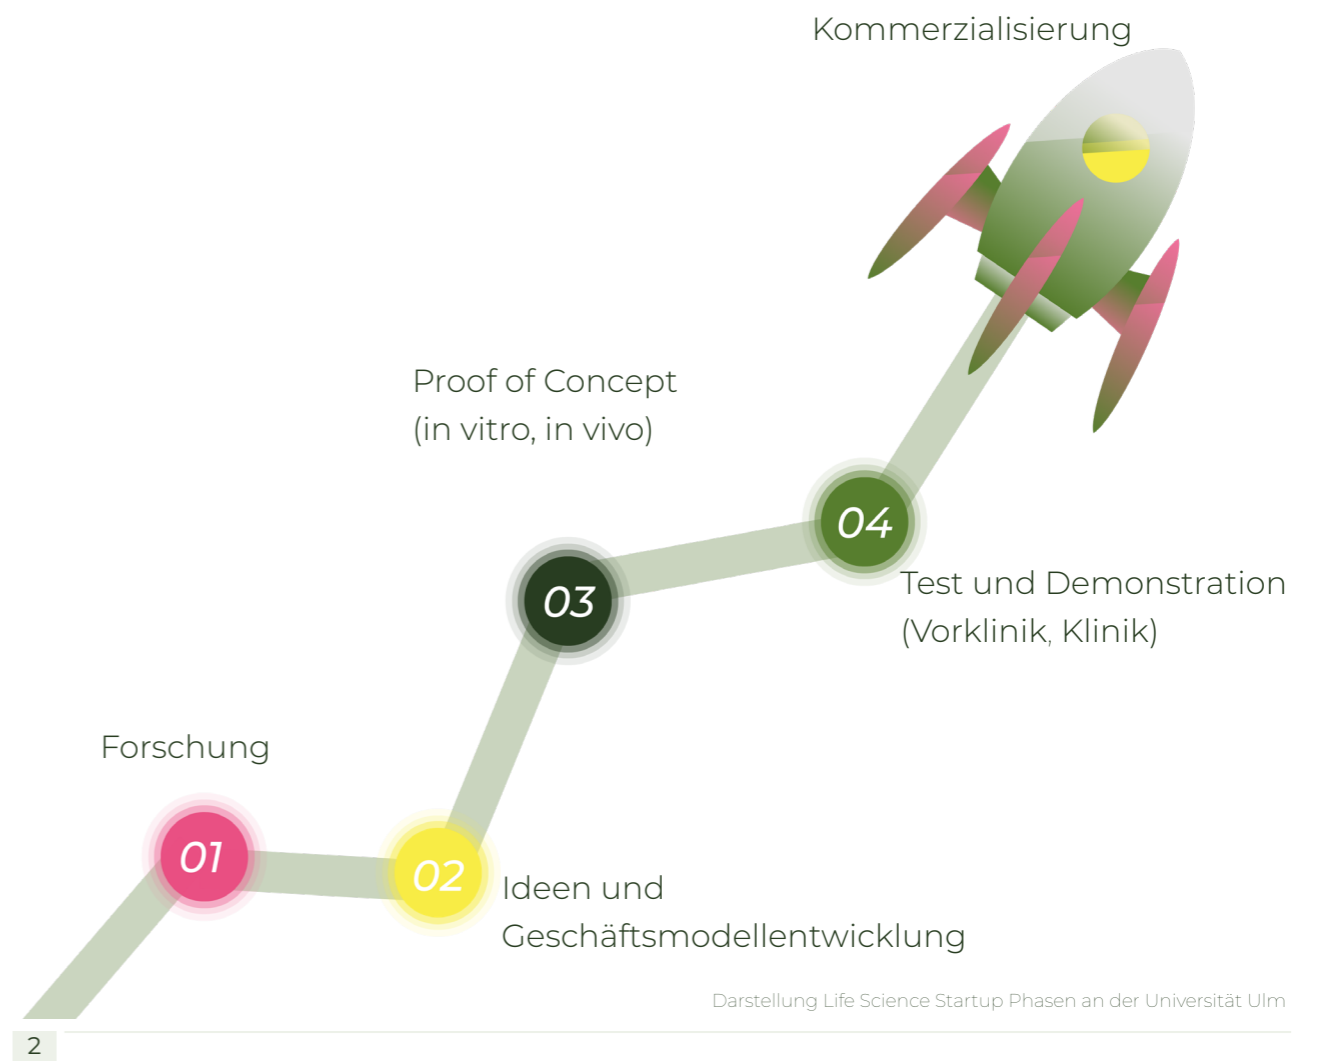 Kommerzialisierung
Proof of Concept
(in vitro, in vivo)
04
03
Test und Demonstration
(Vorklinik, Klinik)
Forschung
01
02
Ideen und
Geschäftsmodellentwicklung
Darstellung Life Science Startup Phasen an der Universität Ulm
2